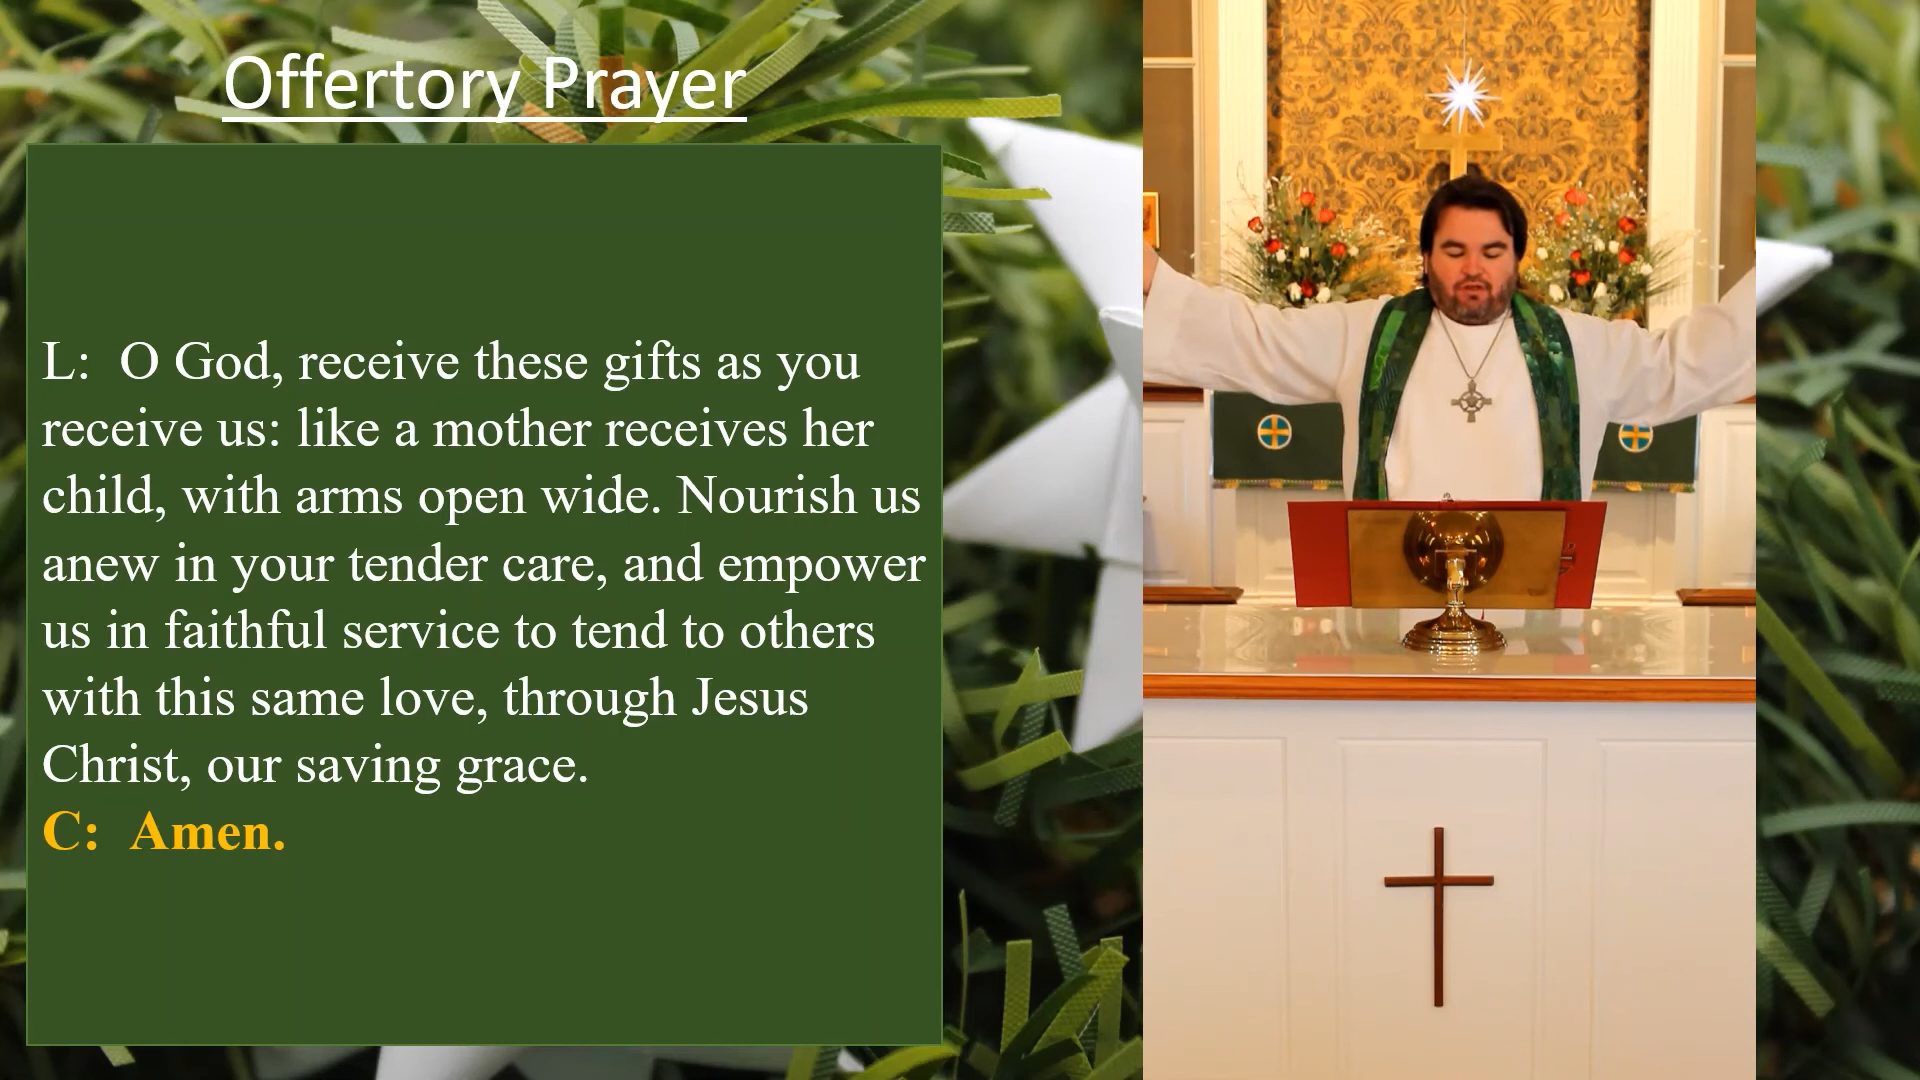 Offertory Prayer
L:  O God, receive these gifts as you
receive us: like a mother receives her
child, with arms open wide. Nourish us
anew in your tender care, and empower
us in faithful service to tend to others
with this same love, through Jesus
Christ, our saving grace.
C:  Amen.